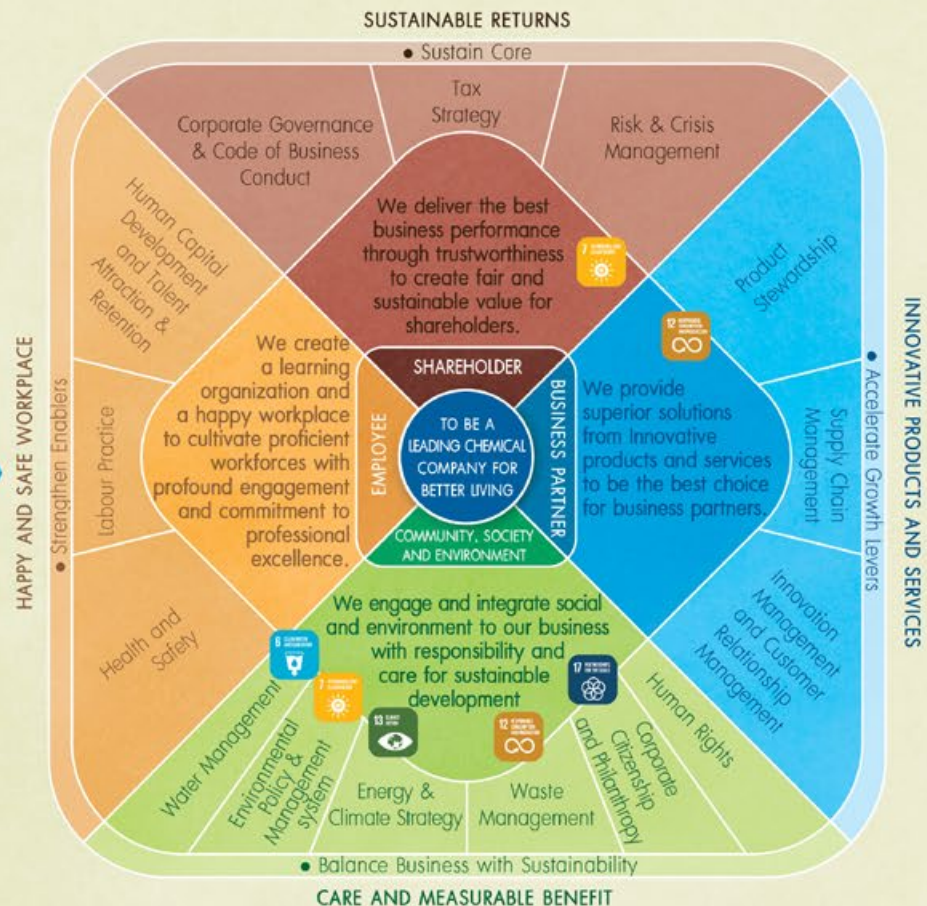 SUSTAINABLE RETURNS
• Sustain Core
Corporate Governance
& Code of Business
Conduct
Tax
Strategy
Risk & Crisis
Management
We deliver the best
business performance
through trustworthiness
to create fair and
sustainable value for
shareholders.
7
SHAREHOLDER
HAPPY AND SAFE WORKPLACE
• Strengthen Enablers
Human Capital
Development
and Talent
Attraction &
Retention
Labour Practice
Health and
Safety
We create
a learning
organization and
a happy workplace
to cultivate proficient
workforces with
profound engagement
and commitment to
professional
excellence.
EMPLOYEE
TO BE A
LEADING CHEMICAL
COMPANY FOR
BETTER LIVING
BUSINESS PARTNER
12
We provide
superior solutions
from Innovative
products and services
to be the best choice
for business partners.
Product
Stewardship
Supply Chain
Management
Innovation
Management
and Customer
Relationship
Management
• Accelerate Growth Levers
INNOVATIVE PRODUCTS AND SERVICES
COMMUNITY, SOCIETY
AND ENVIRONMENT
We engage and integrate social
and environment to our business
with responsibility and
care for sustainable
development
6
7
13
12
17
Water Management
Environmental
Policy &
Management
system
Energy &
Climate Strategy
Waste
Management
Corporate
Citizenship
and Philanthropy
Human Rights
• Balance Business with Sustainability
CARE AND MEASURABLE BENEFIT